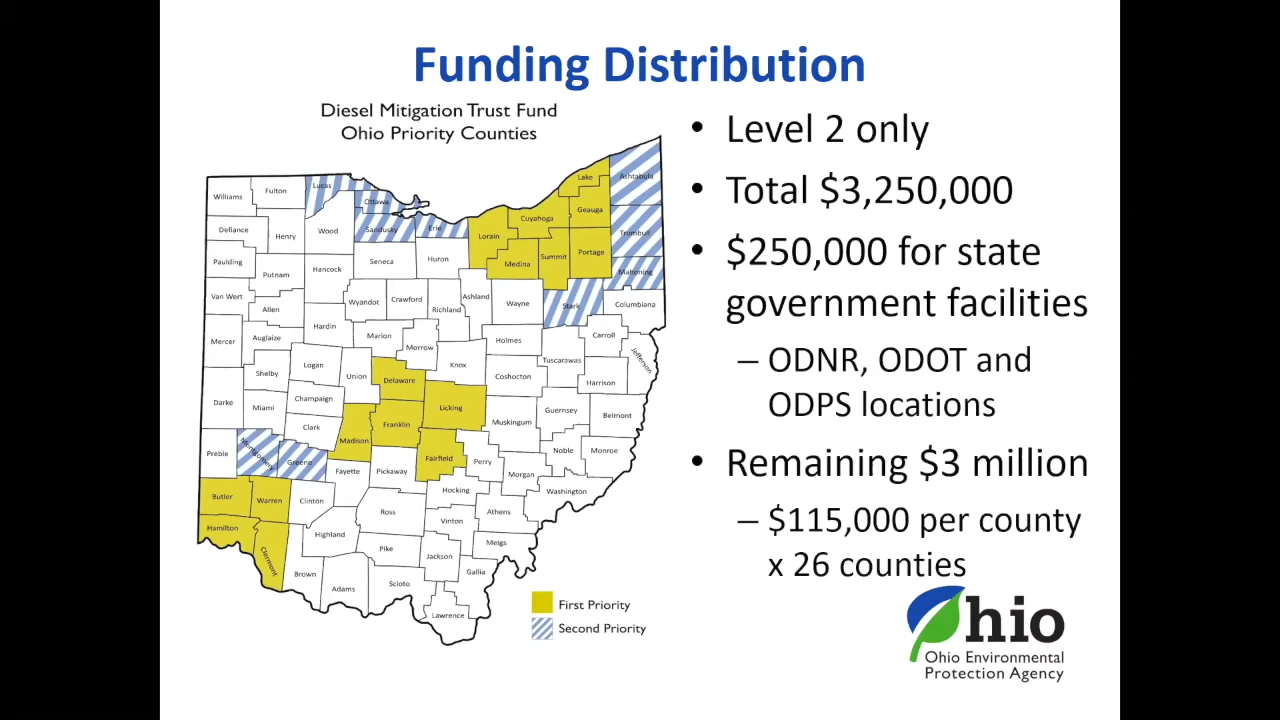 Funding Distribution
Diesel Mitigation Trust Fund
Ohio Priority Counties
Williams
Fulton
Lucas
Ottawa
Defiance
Henry
Wood
Sandusky
Erie
Lorain
Cuyahoga
Lake
Geauga
Ashtabula
Trumbull
Paulding
Putnam
Hancock
Seneca
Huron
Medina
Summit
Portage
Mahoning
Van Wert
Allen
Wyandot
Crawford
Richland
Ashland
Wayne
Stark
Columbiana
Mercer
Auglaize
Hardin
Marion
Morrow
Knox
Holmes
Tuscarawas
Carroll
Jefferson
Shelby
Logan
Union
Delaware
Coshocton
Harrison
Darke
Miami
Champaign
Clark
Madison
Franklin
Licking
Muskingum
Guernsey
Belmont
Preble
Montgomery
Greene
Fayette
Pickaway
Fairfield
Perry
Morgan
Noble
Monroe
Butler
Warren
Clinton
Ross
Hocking
Athens
Washington
Hamilton
Clermont
Highland
Pike
Vinton
Jackson
Meigs
Gallia
Brown
Adams
Scioto
Lawrence
First Priority
Second Priority
• Level 2 only
• Total $3,250,000
• $250,000 for state
government facilities
– ODNR, ODOT and
ODPS locations
• Remaining $3 million
– $115,000 per county
x 26 counties
Ohio
Ohio Environmental
Protection Agency